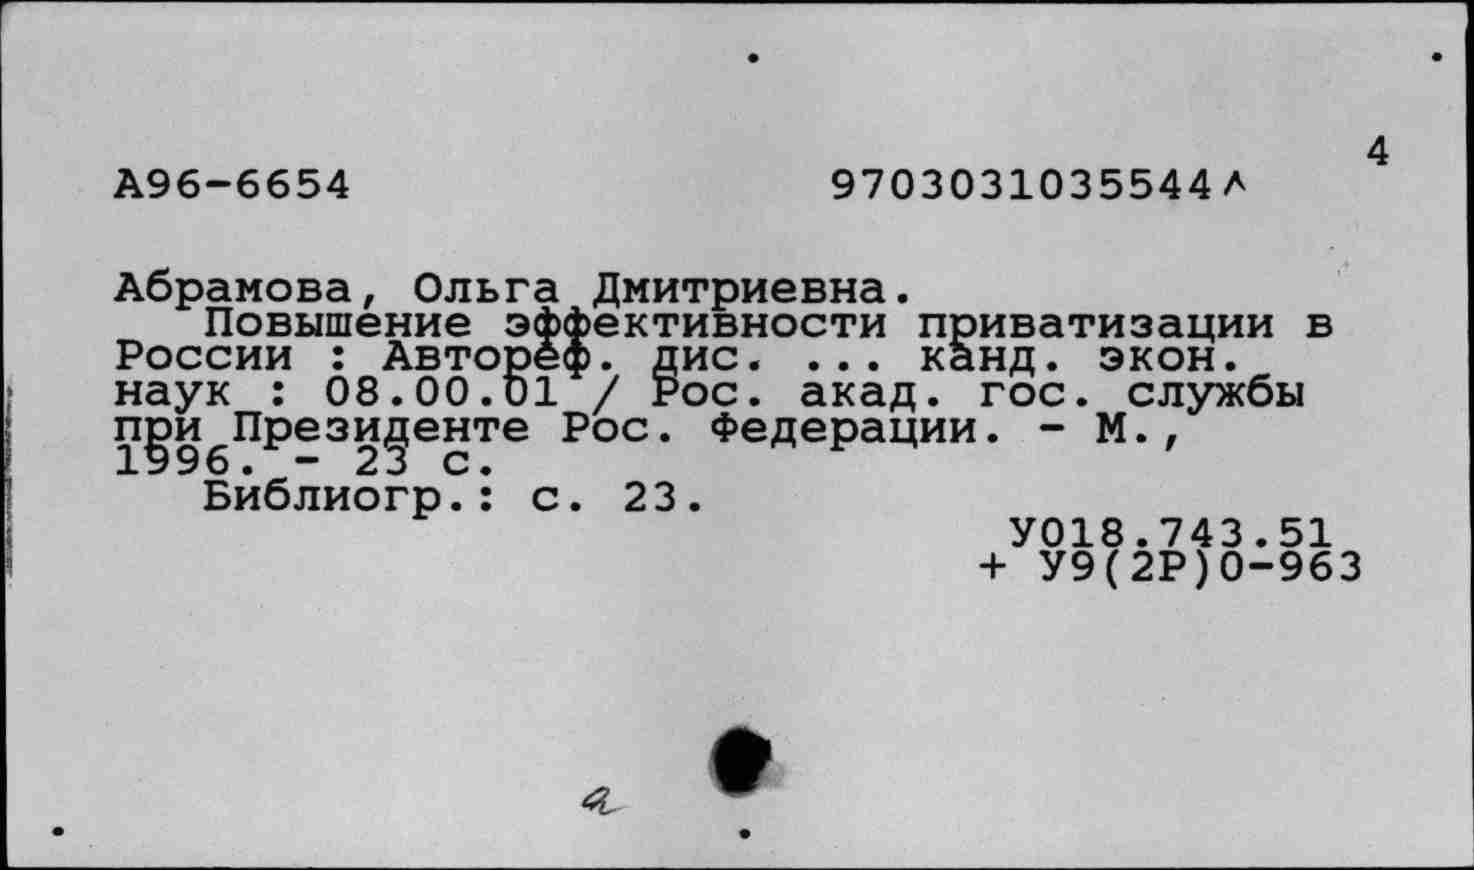 4
А96-6654 9703031035544л
Абрамова, Ольга Дмитриевна.
Повышение эффективности приватизации в
России : Автореф. дис. ... канд. экон.
наук : 08.00.01 / Рос. акад. гос. службы
при Президенте Рос. Федерации. - М.,
1996. - 23 с.
Библиогр.: с. 23.
У018.743.51
+ У9(2Р)0-963